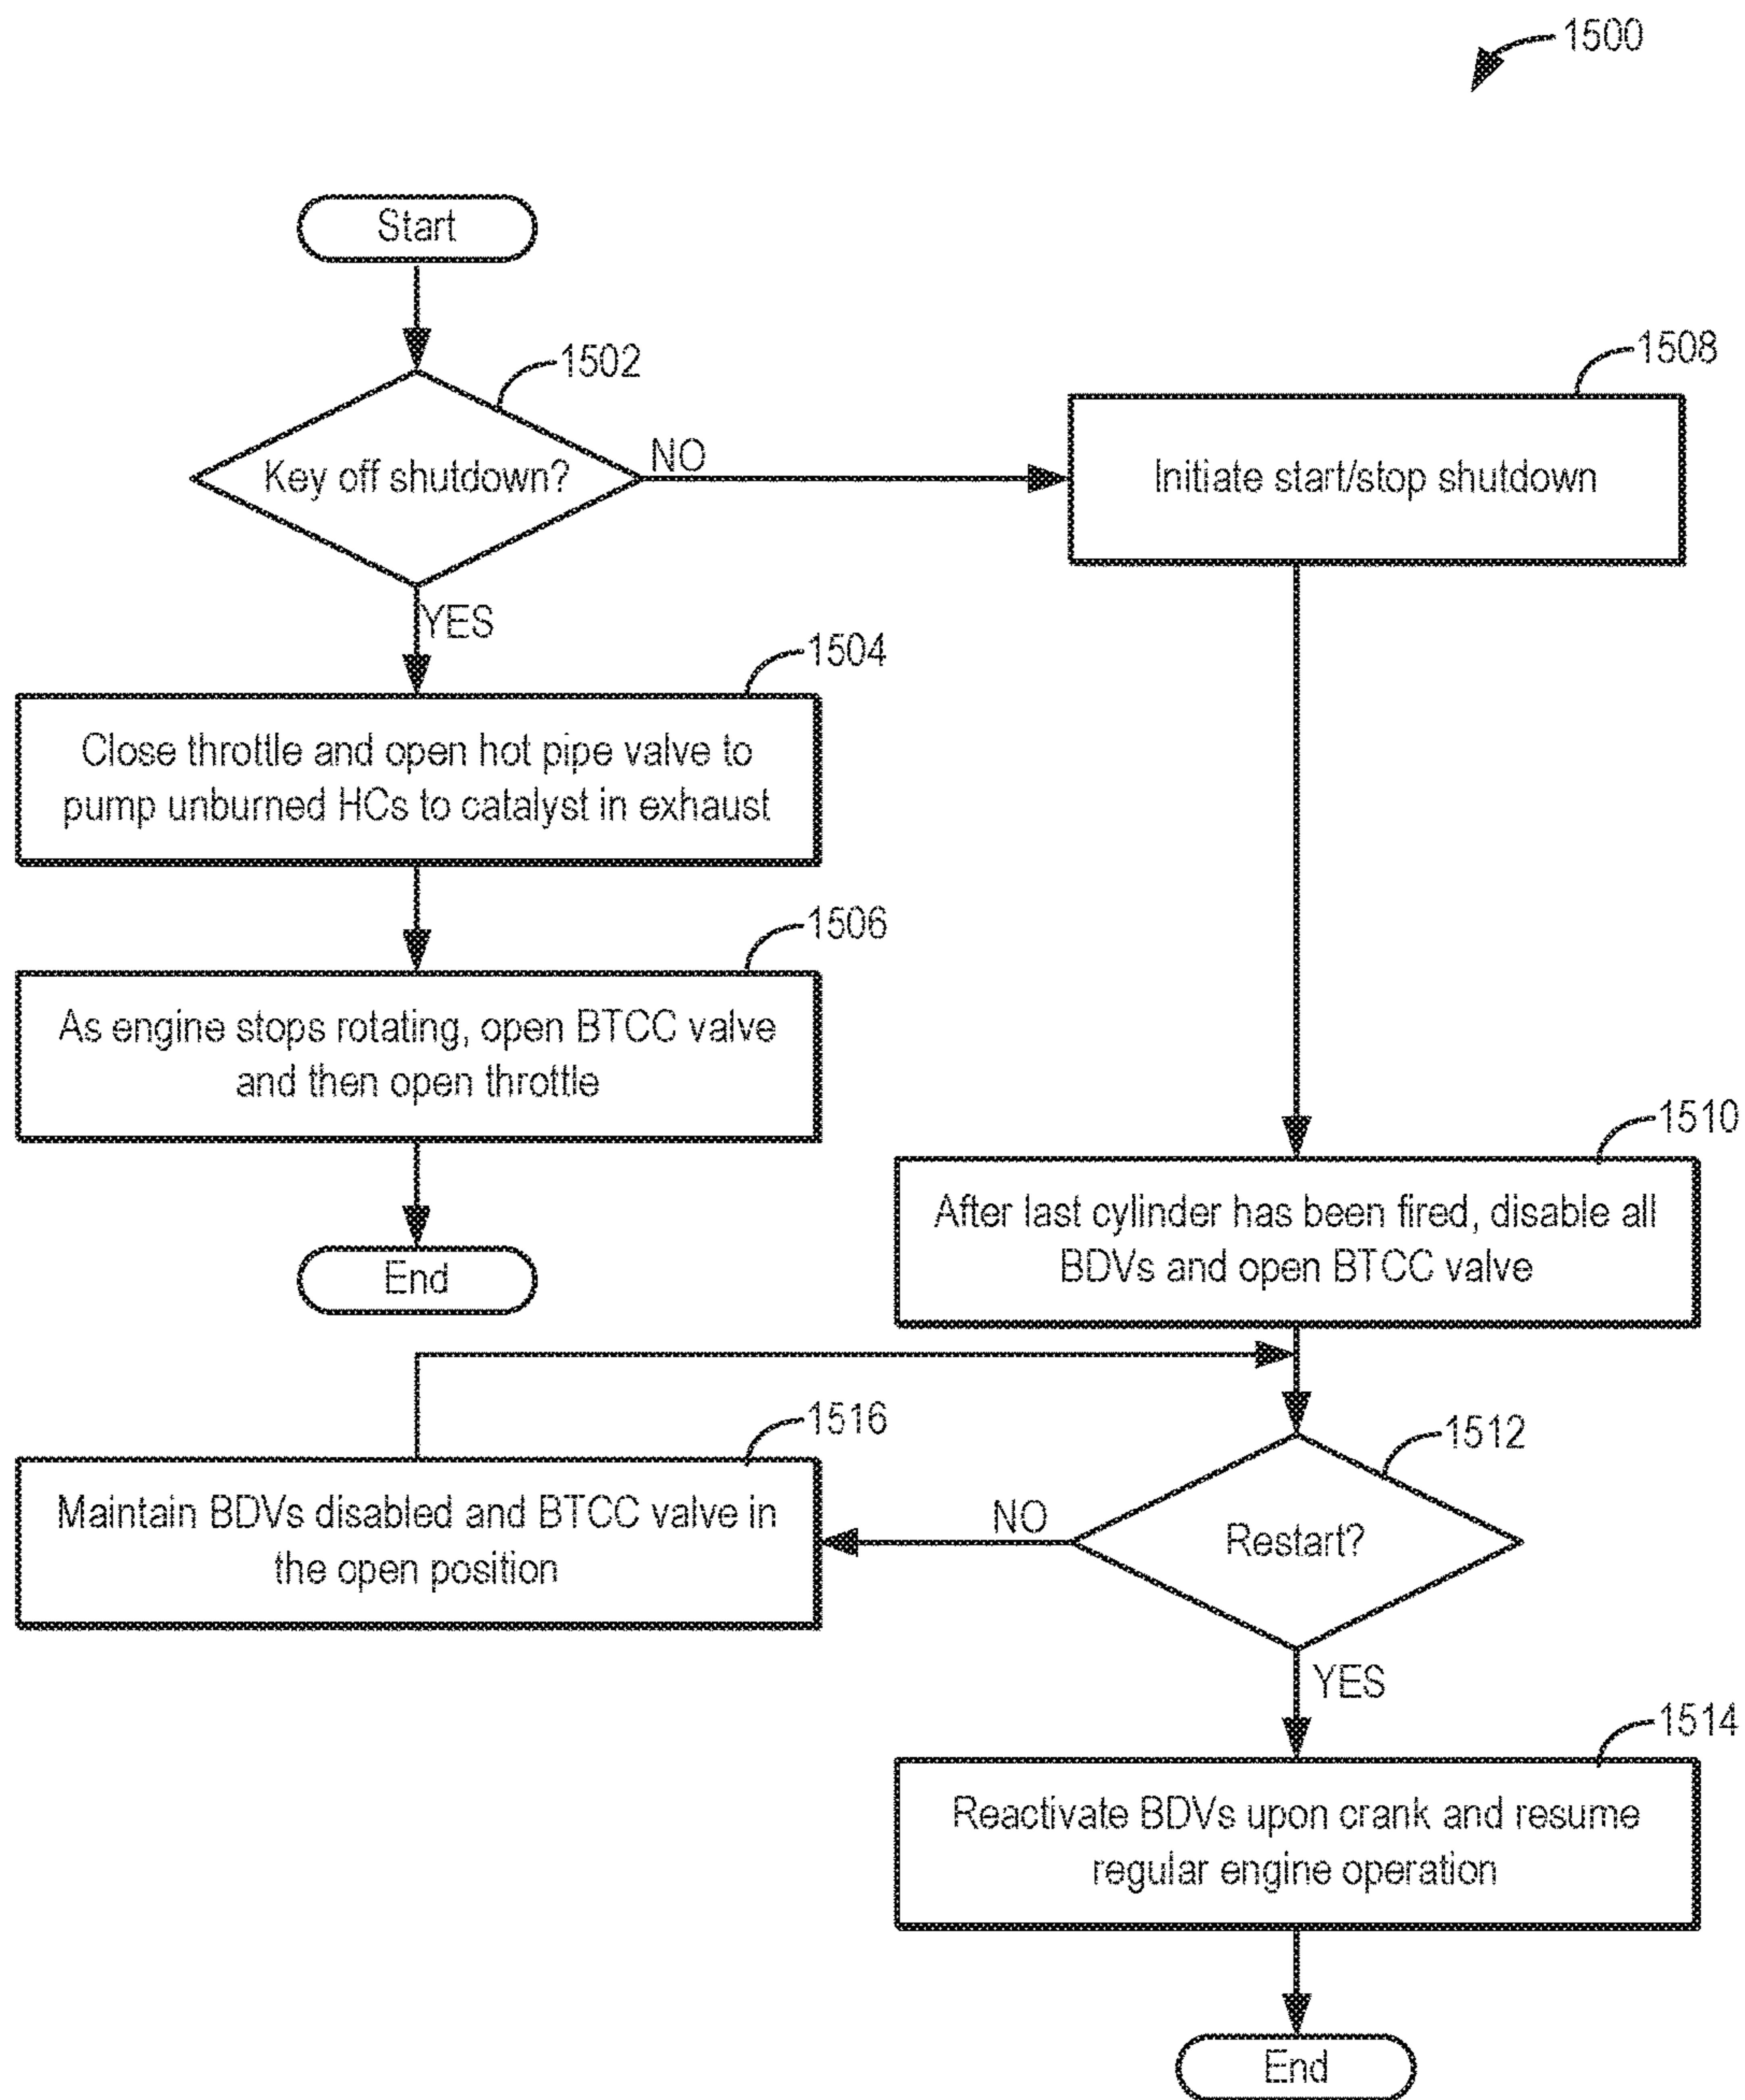 1500
Start
1502
Key off shutdown?
NO
YES
1508
Initiate start/stop shutdown
1504
Close throttle and open hot pipe valve to
pump unburned HCs to catalyst in exhaust
1506
As engine stops rotating, open BTCC valve
and then open throttle
End
1510
After last cylinder has been fired, disable all
BDVs and open BTCC valve
1512
Restart?
NO
YES
1516
Maintain BDVs disabled and BTCC valve in
the open position
1514
Reactivate BDVs upon crank and resume
regular engine operation
End